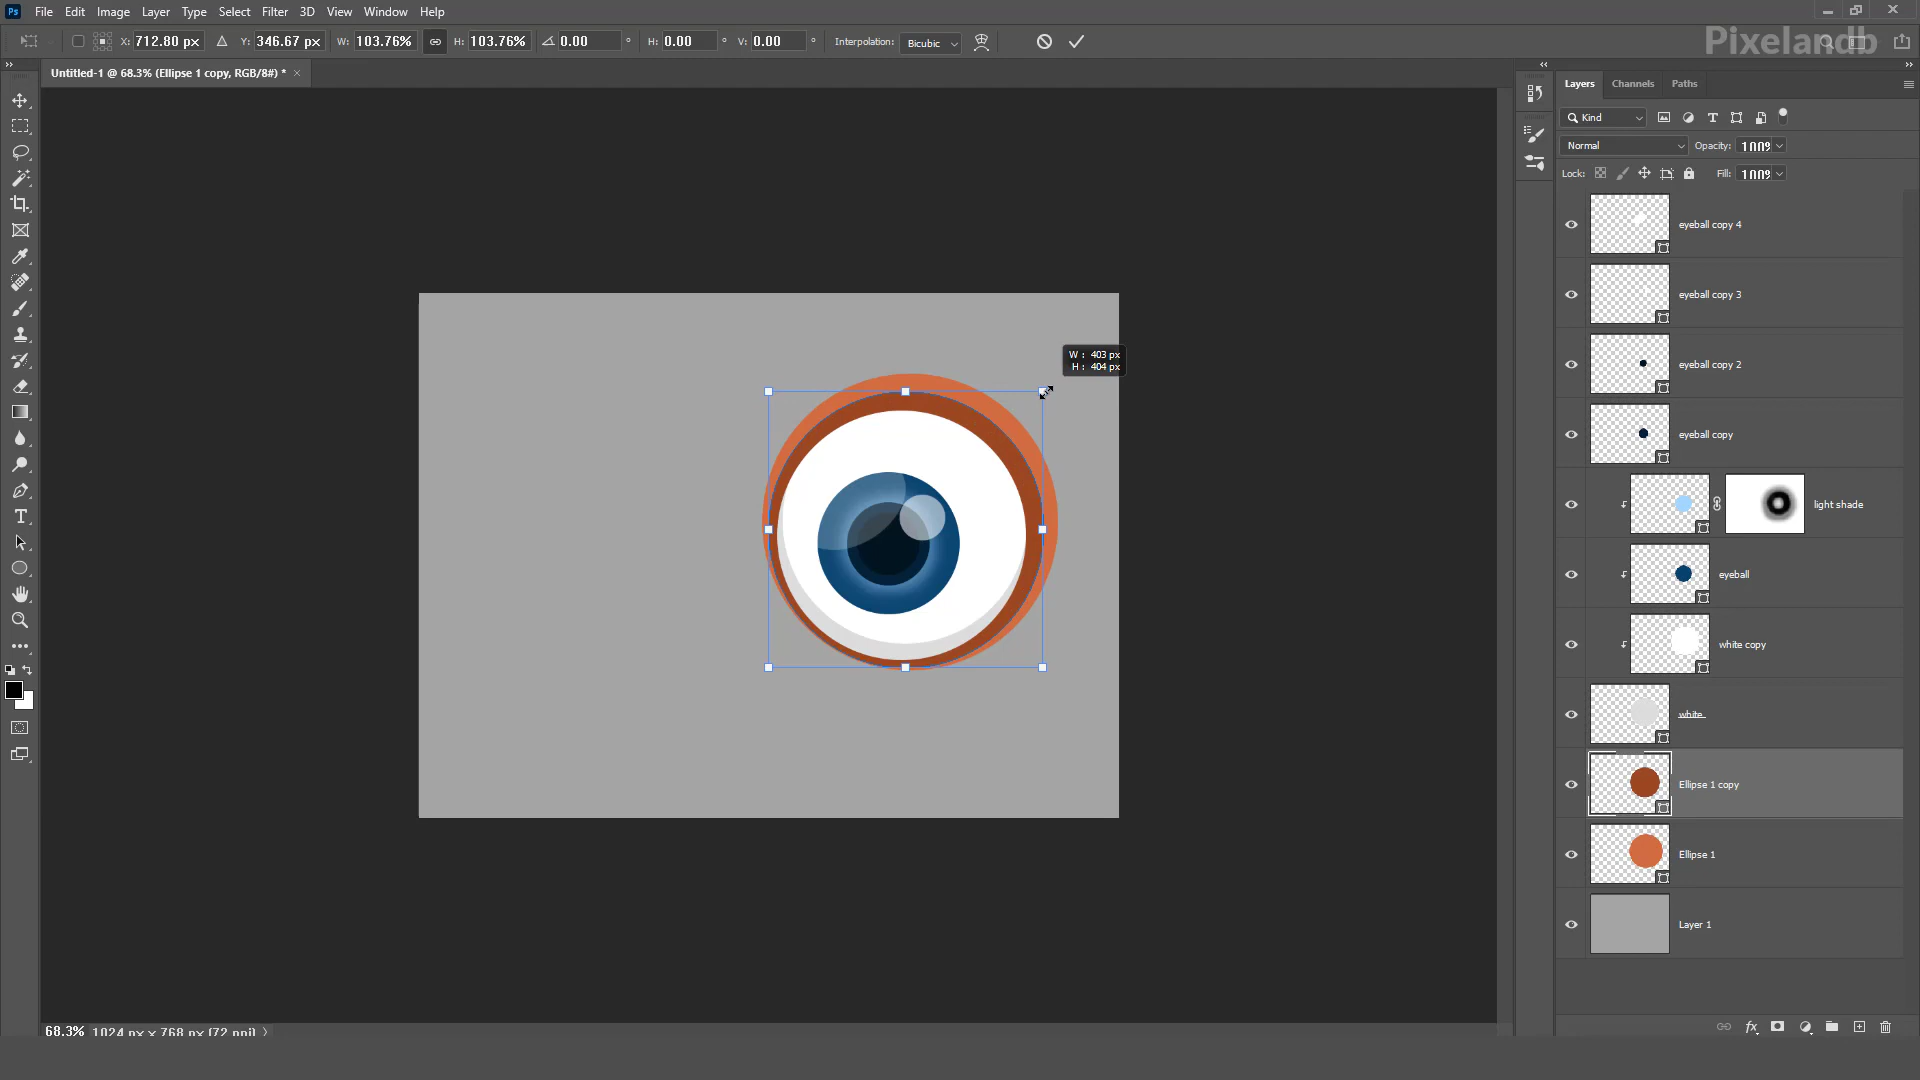 Ps File Edit Image Layer Type Select Filter 3D View Window Help
X: 712.80 px Y: 346.67 px W: 103.76% H: 103.76% 0.00 ° H: 0.00 ° V: 0.00 ° Interpolation: Bicubic
Pixelandb
Untitled-1 @ 68.3% (Ellipse 1 copy, RGB/8#) * ×
Layers Channels Paths
Kind
Normal Opacity: 100%
Lock: Fill: 100%
eyeball copy 4
eyeball copy 3
W : 403 px
H : 404 px
eyeball copy 2
eyeball copy
light shade
eyeball
white copy
white
Ellipse 1 copy
Ellipse 1
Layer 1
fx
68.3% 1024 px x 768 px (72 ppi)